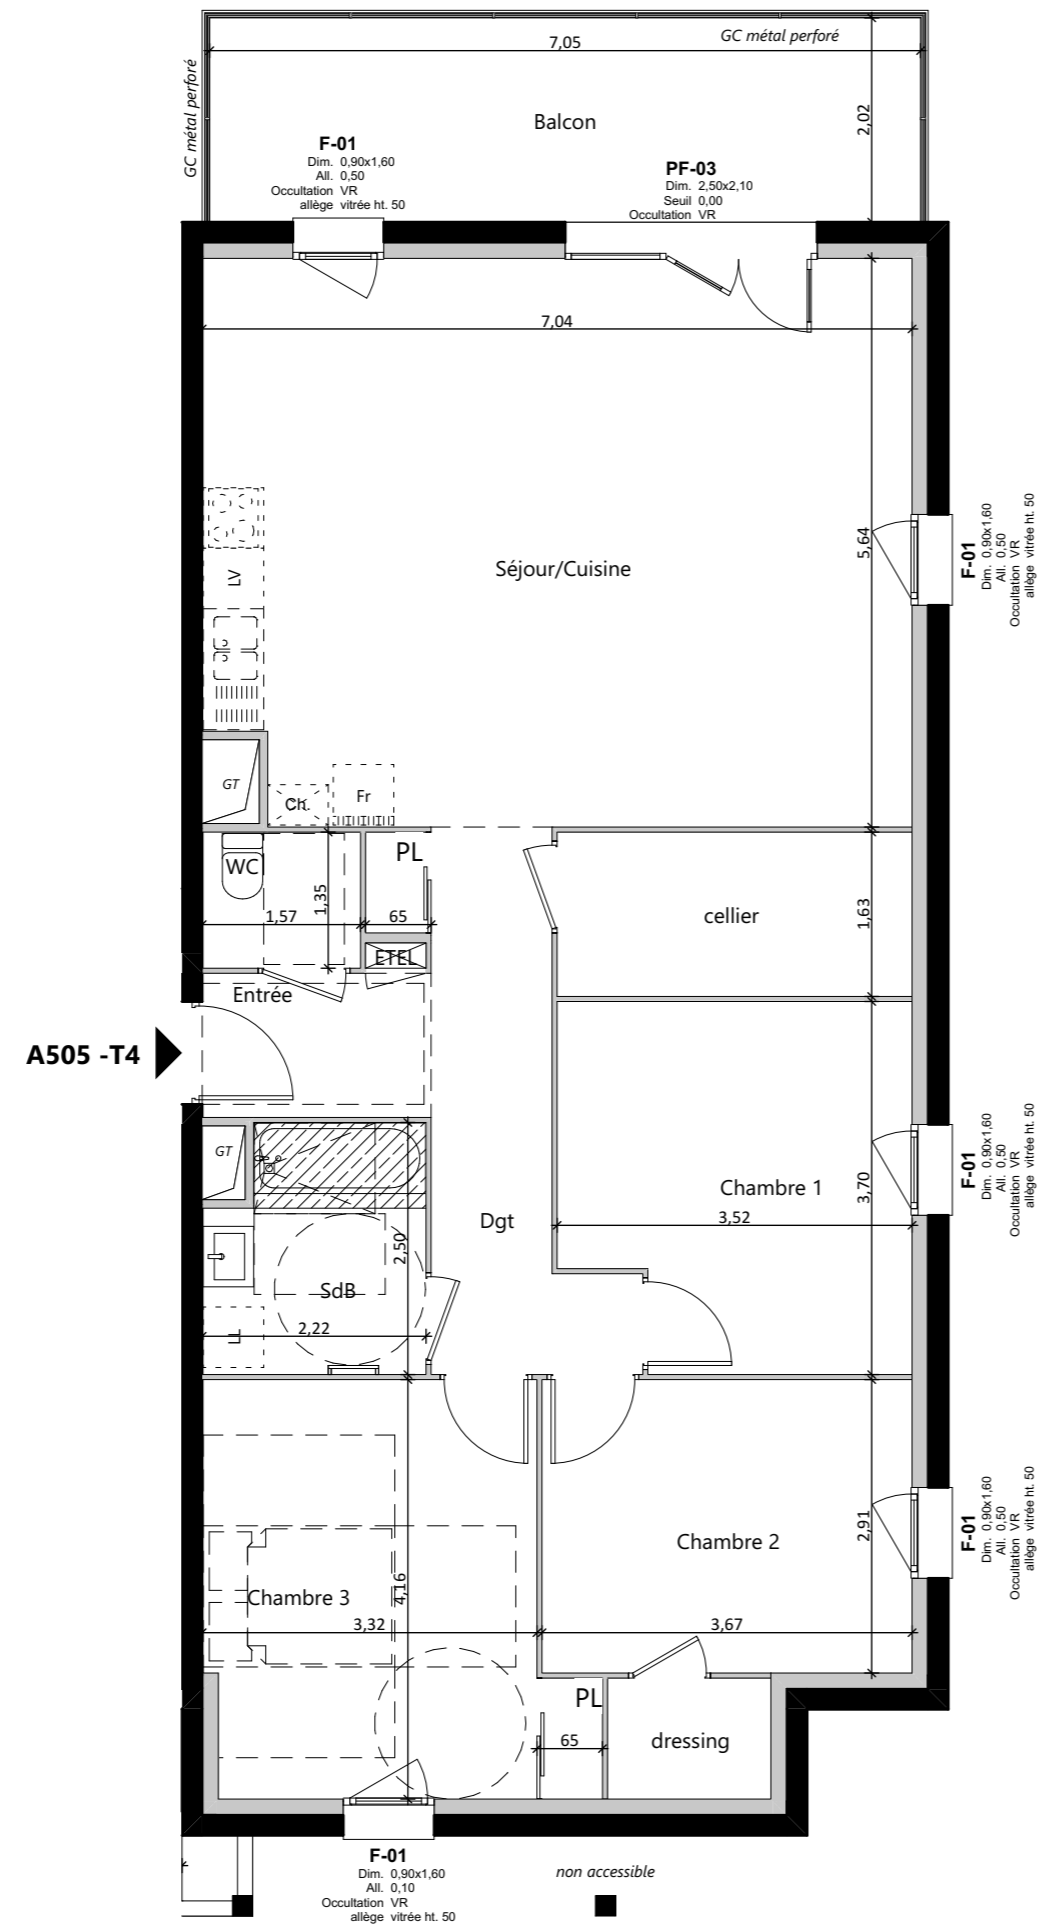 GC métal perforé
7,05
GC métal perforé
Balcon
2,02
F-01
Dim. 0,90x1,60
All. 0,50
Occultation VR
allège vitrée ht. 50
PF-03
Dim. 2,50x2,10
Seuil 0,00
Occultation VR
7,04
5,64
Séjour/Cuisine
LV
F-01
Dim. 0,90x1,60
All. 0,50
Occultation VR
allège vitrée ht. 50
GT
Ch.
Fr
WC
PL
1,35
1,57
65
ETEL
cellier
1,63
Entrée
A505 -T4
GT
Dgt
Chambre 1
3,70
3,52
F-01
Dim. 0,90x1,60
All. 0,50
Occultation VR
allège vitrée ht. 50
2,50
SdB
2,22
LL
Chambre 2
2,91
F-01
Dim. 0,90x1,60
All. 0,50
Occultation VR
allège vitrée ht. 50
Chambre 3
4,16
3,32
3,67
PL
65
dressing
F-01
Dim. 0,90x1,60
All. 0,10
Occultation VR
allège vitrée ht. 50
non accessible